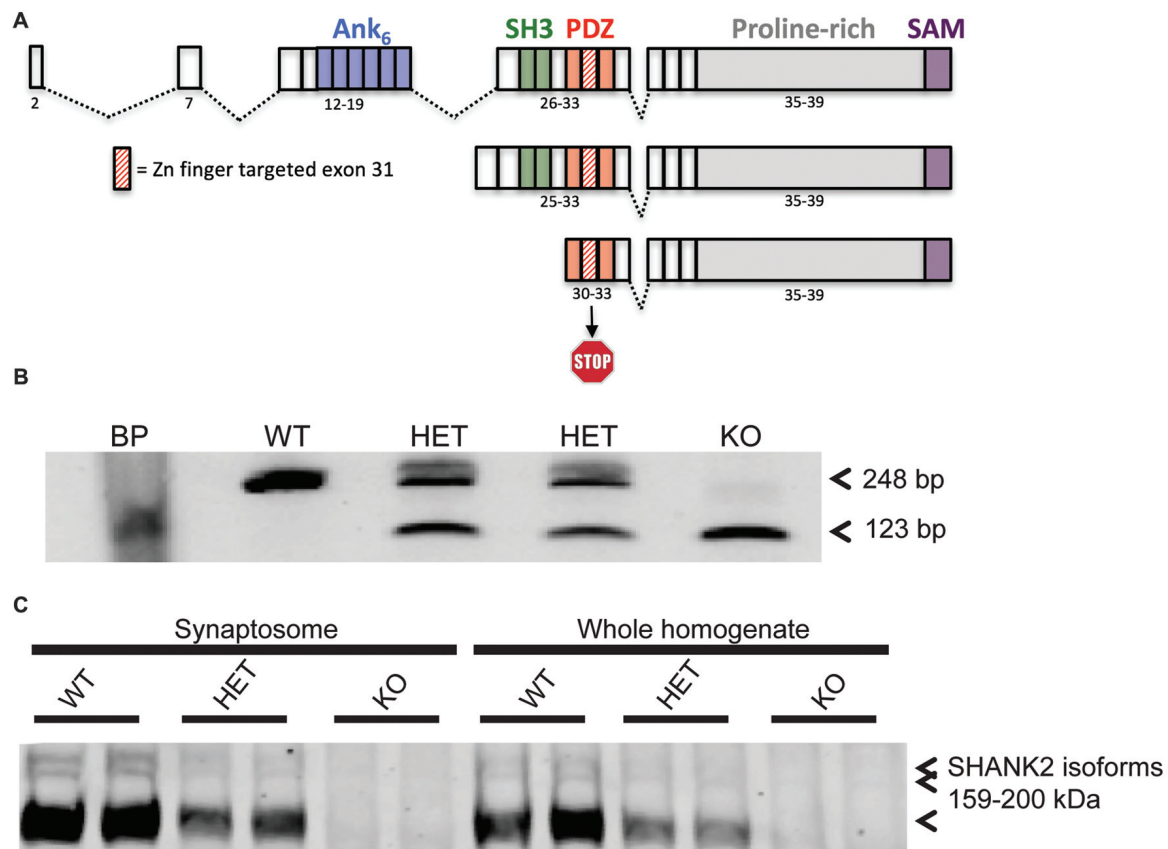 A
Ank6 SH3 PDZ Proline-rich SAM
2 7 12-19 26-33 35-39
= Zn finger targeted exon 31
25-33 35-39
30-33 35-39
STOP
B
BP WT HET HET KO
248 bp
123 bp
C
Synaptosome Whole homogenate
WT HET KO WT HET KO
SHANK2 isoforms
159-200 kDa